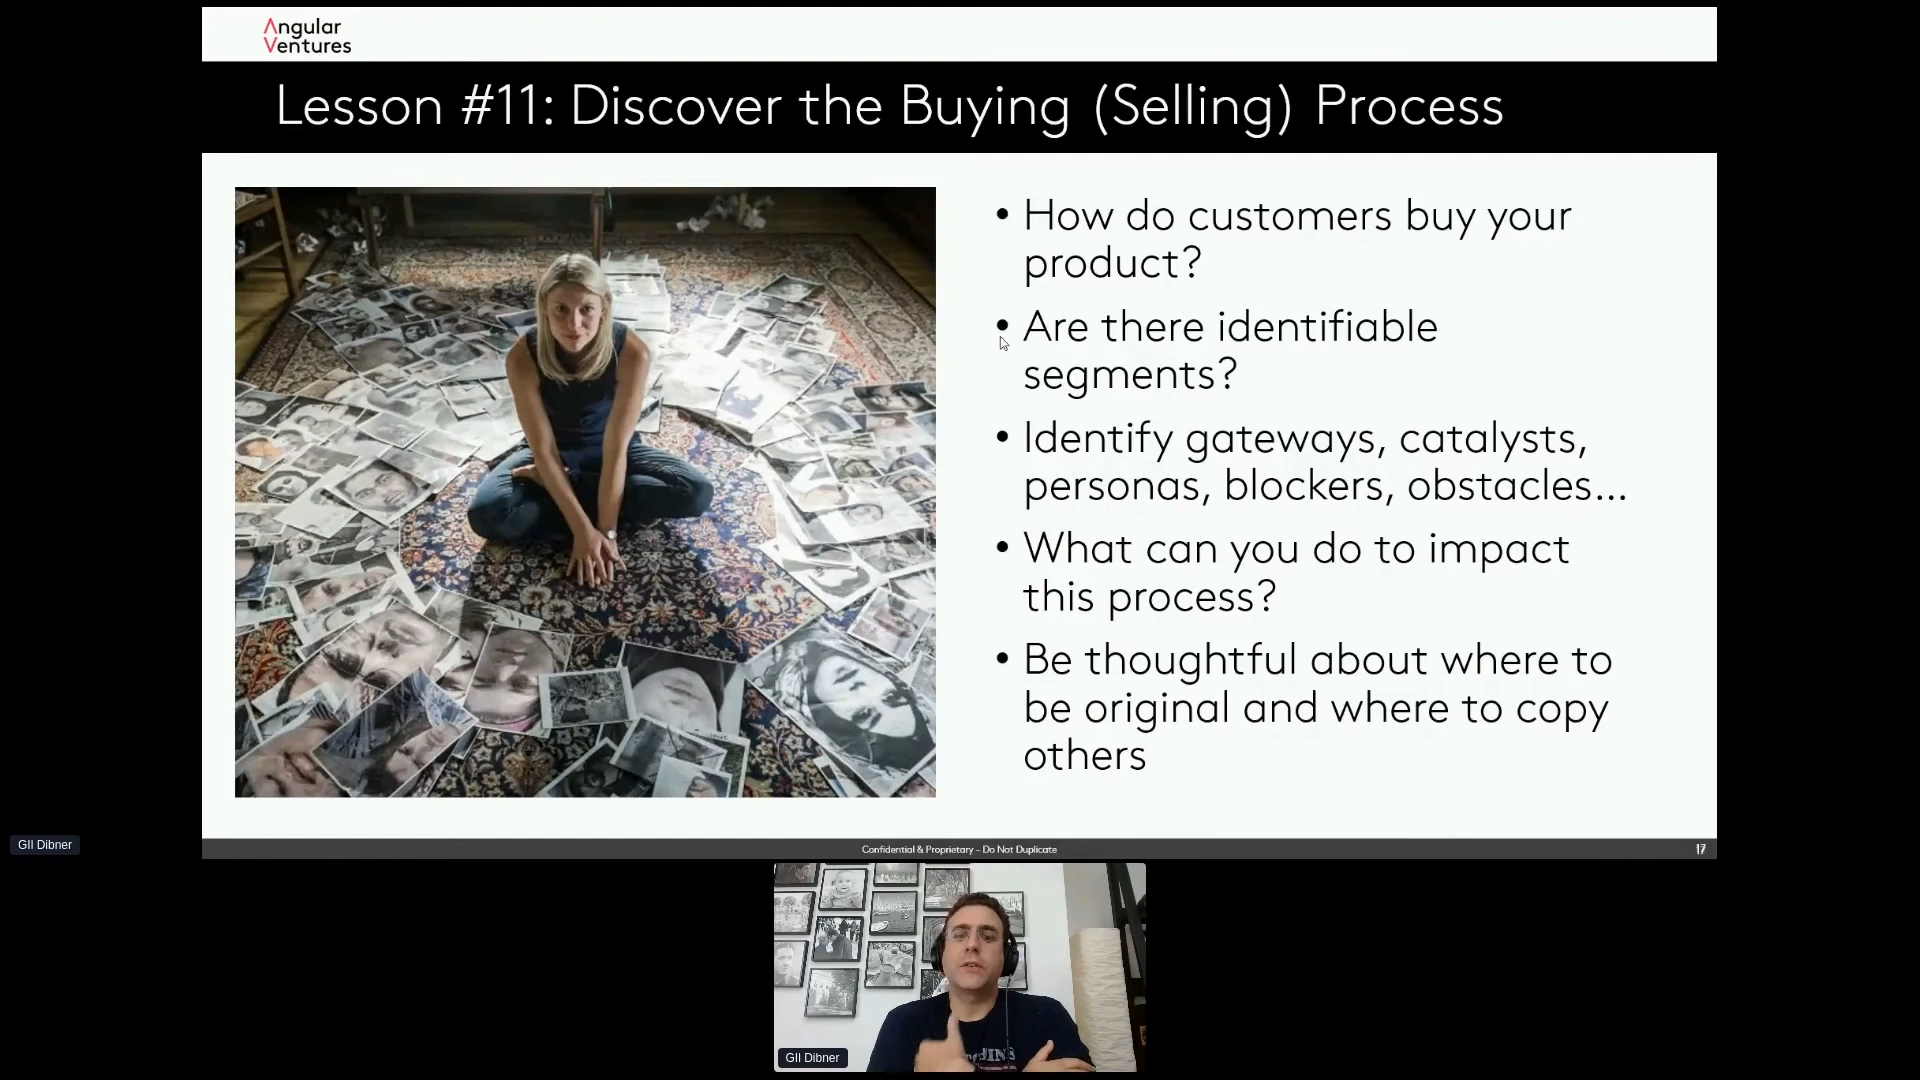 Angular
Ventures
Lesson #11: Discover the Buying (Selling) Process
• How do customers buy your
product?
• Are there identifiable
segments?
• Identify gateways, catalysts,
personas, blockers, obstacles...
• What can you do to impact
this process?
• Be thoughtful about where to
be original and where to copy
others
GIl Dibner
Confidential & Proprietary – Do Not Duplicate
17
GIl Dibner